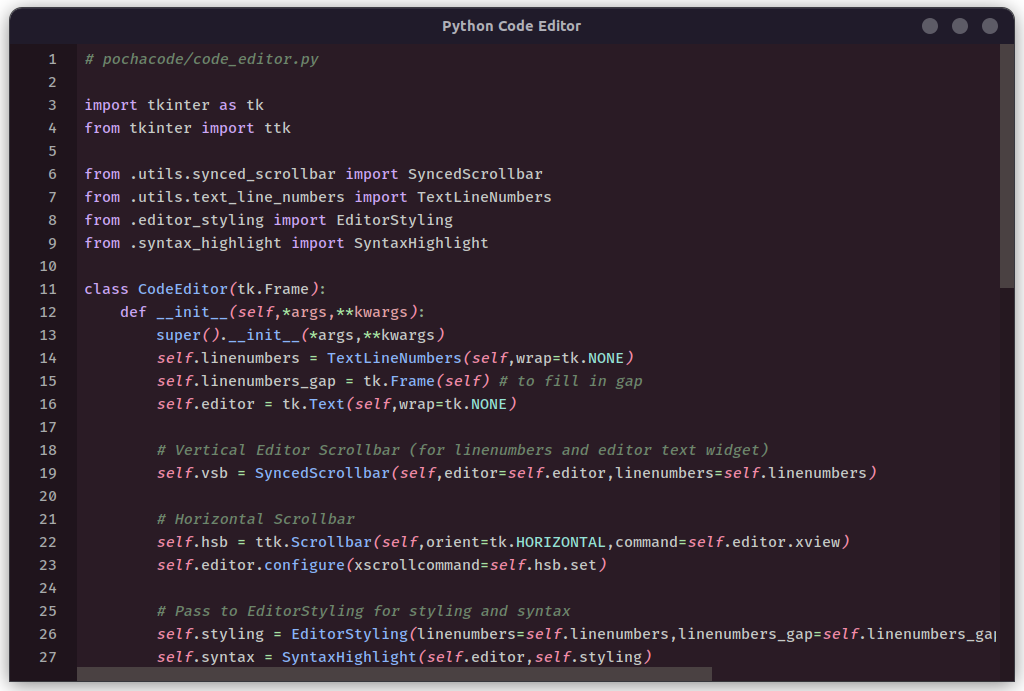 Python Code Editor
1 # pochacode/code_editor.py
2
3 import tkinter as tk
4 from tkinter import ttk
5
6 from .utils.synced_scrollbar import SyncedScrollbar
7 from .utils.text_line_numbers import TextLineNumbers
8 from .editor_styling import EditorStyling
9 from .syntax_highlight import SyntaxHighlight
10
11 class CodeEditor(tk.Frame):
12     def __init__(self,*args,**kwargs):
13         super().__init__(*args,**kwargs)
14         self.linenumbers = TextLineNumbers(self,wrap=tk.NONE)
15         self.linenumbers_gap = tk.Frame(self) # to fill in gap
16         self.editor = tk.Text(self,wrap=tk.NONE)
17
18         # Vertical Editor Scrollbar (for linenumbers and editor text widget)
19         self.vsb = SyncedScrollbar(self,editor=self.editor,linenumbers=self.linenumbers)
20
21         # Horizontal Scrollbar
22         self.hsb = ttk.Scrollbar(self,orient=tk.HORIZONTAL,command=self.editor.xview)
23         self.editor.configure(xscrollcommand=self.hsb.set)
24
25         # Pass to EditorStyling for styling and syntax
26         self.styling = EditorStyling(linenumbers=self.linenumbers,linenumbers_gap=self.linenumbers_gap
27         self.syntax = SyntaxHighlight(self.editor,self.styling)